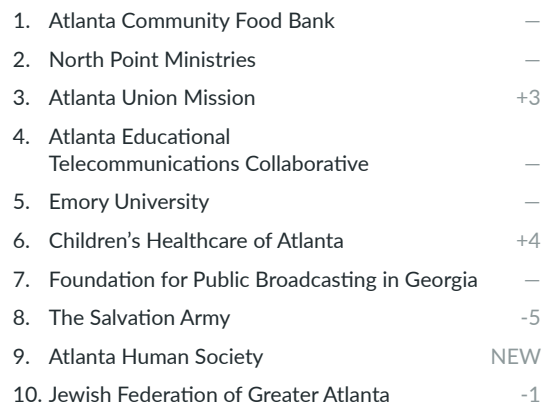 1. Atlanta Community Food Bank —
2. North Point Ministries —
3. Atlanta Union Mission +3
4. Atlanta Educational
Telecommunications Collaborative —
5. Emory University —
6. Children's Healthcare of Atlanta +4
7. Foundation for Public Broadcasting in Georgia —
8. The Salvation Army -5
9. Atlanta Human Society NEW
10. Jewish Federation of Greater Atlanta -1